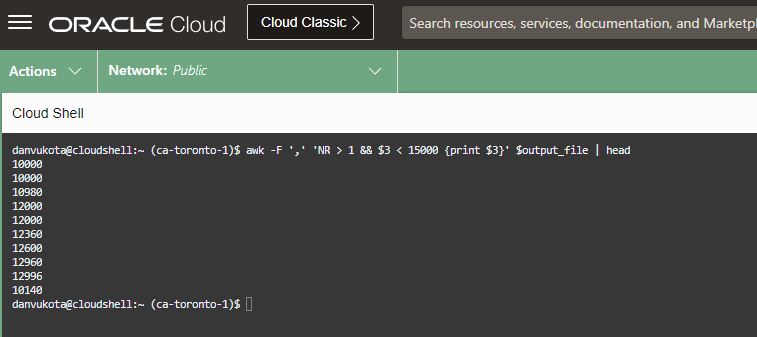 ORACLE Cloud
Cloud Classic >
Search resources, services, documentation, and Marketpl
Actions
Network: Public
Cloud Shell
danvukota@cloudshell:~ (ca-toronto-1)$ awk -F ',' 'NR > 1 && $3 < 15000 {print $3}' $output_file | head
10000
10000
10980
12000
12000
12360
12600
12960
12996
10140
danvukota@cloudshell:~ (ca-toronto-1)$